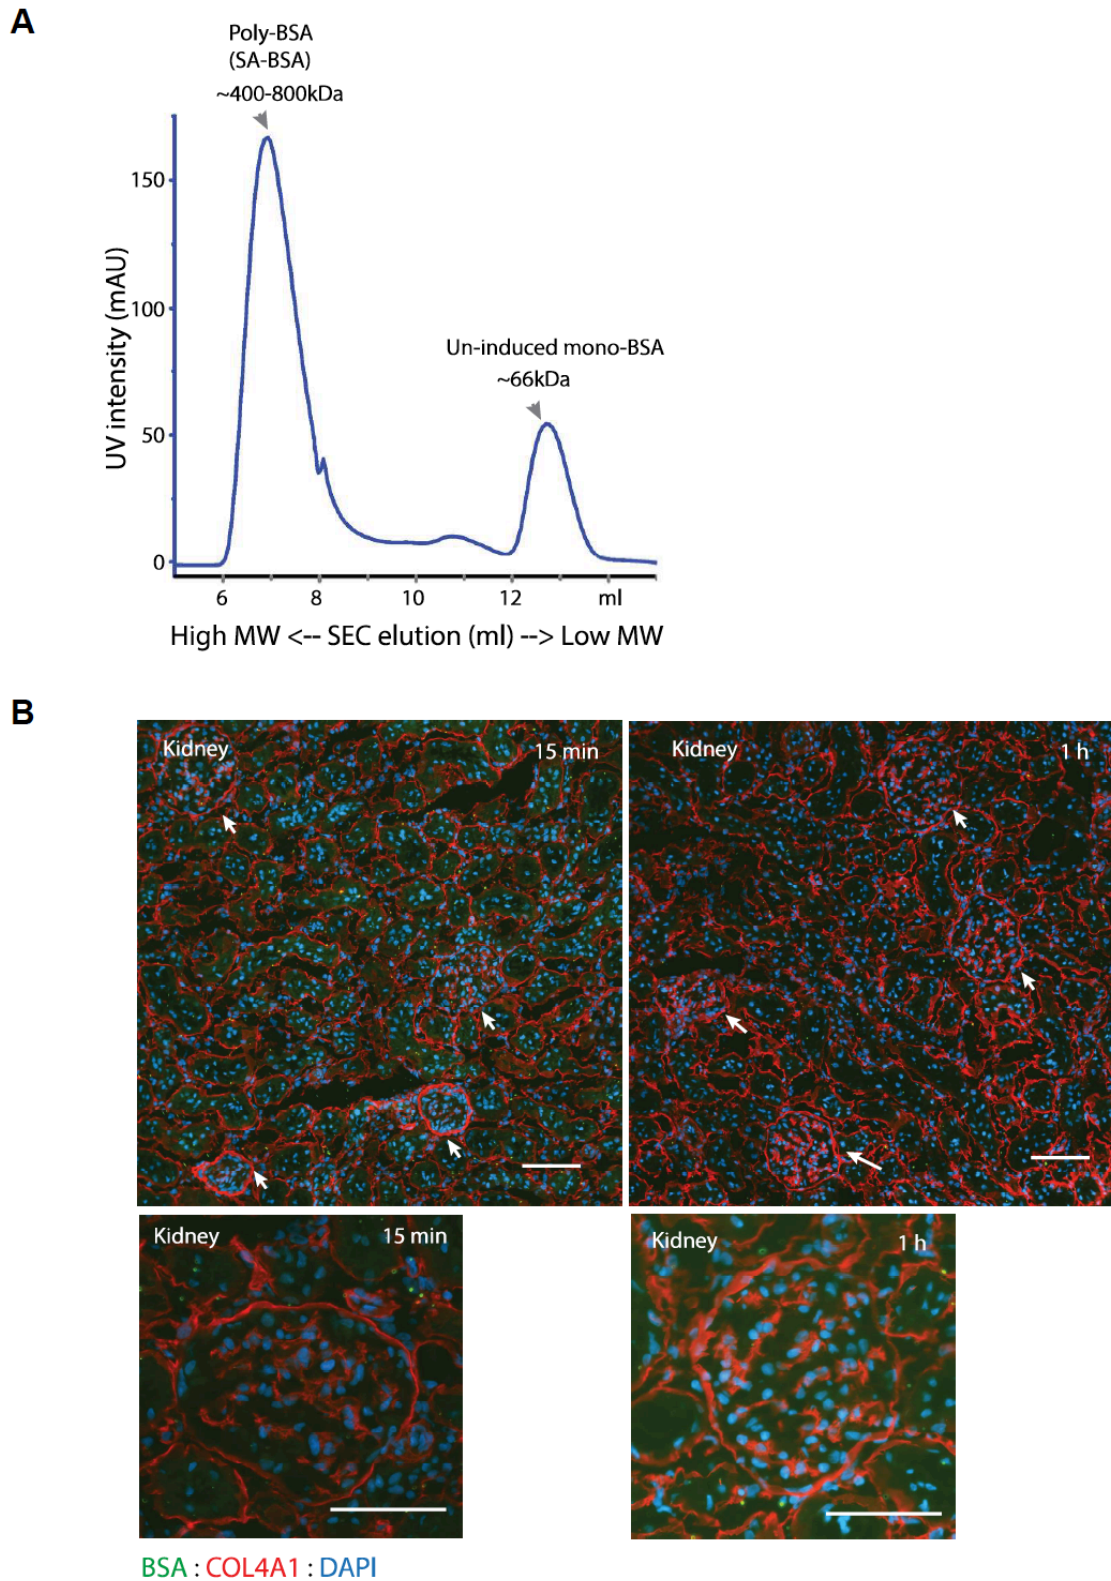 A
Poly-BSA
(SA-BSA)
~400-800kDa
150
100
50
0
UV intensity (mAU)
Un-induced mono-BSA
~66kDa
6 8 10 12 ml
High MW <-- SEC elution (ml) --> Low MW
B
Kidney 15 min
Kidney 1 h
Kidney 15 min
Kidney 1 h
BSA : COL4A1 : DAPI